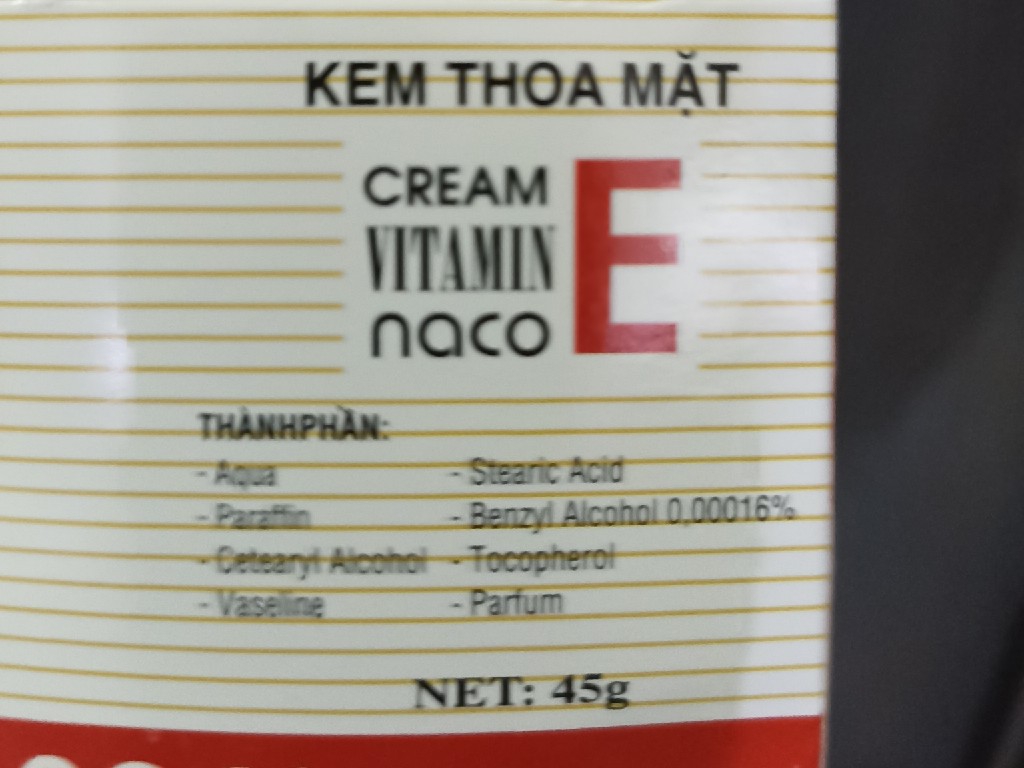 KEM THOA MẶT
CREAM
VITAMIN E
naco
THÀNHPHẦN:
- Aqua - Stearic Acid
- Paraffin - Benzyl Alcohol 0,00016%
- Cetearyl Alcohol - Tocopherol
- Vaseline - Parfum
NET: 45g